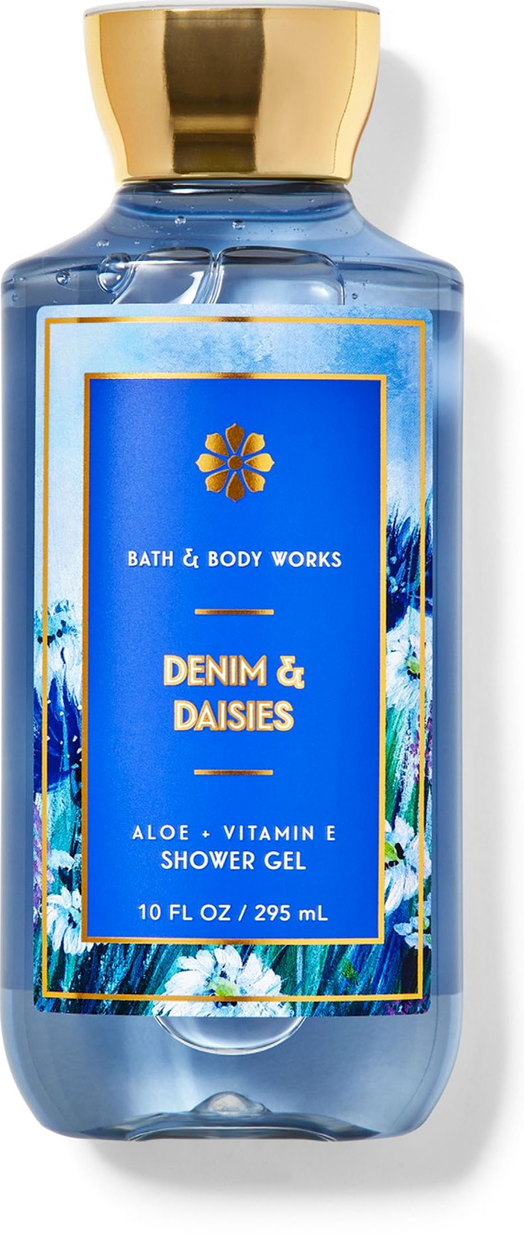 BATH & BODY WORKS
DENIM &
DAISIES
ALOE + VITAMIN E
SHOWER GEL
10 FL OZ / 295 mL